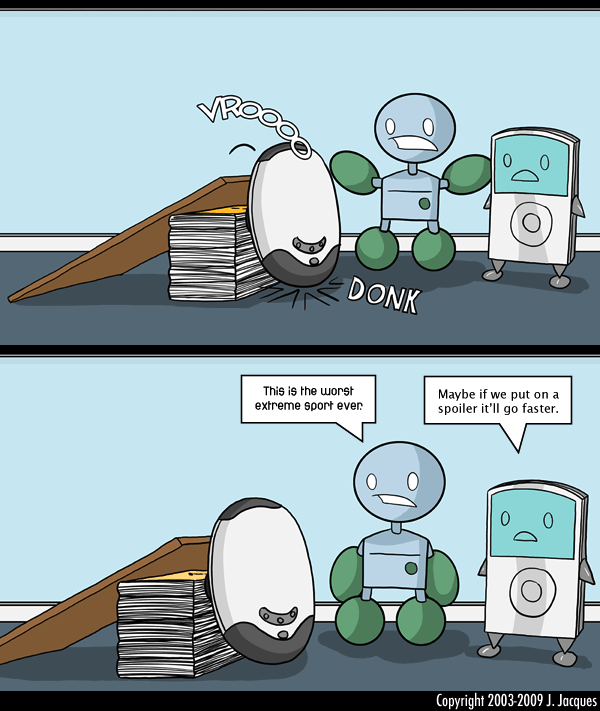 VROOOO
DONK
This is the worst
extreme sport ever.
Maybe if we put on a
spoiler it'll go faster.
Copyright 2003-2009 J. Jacques